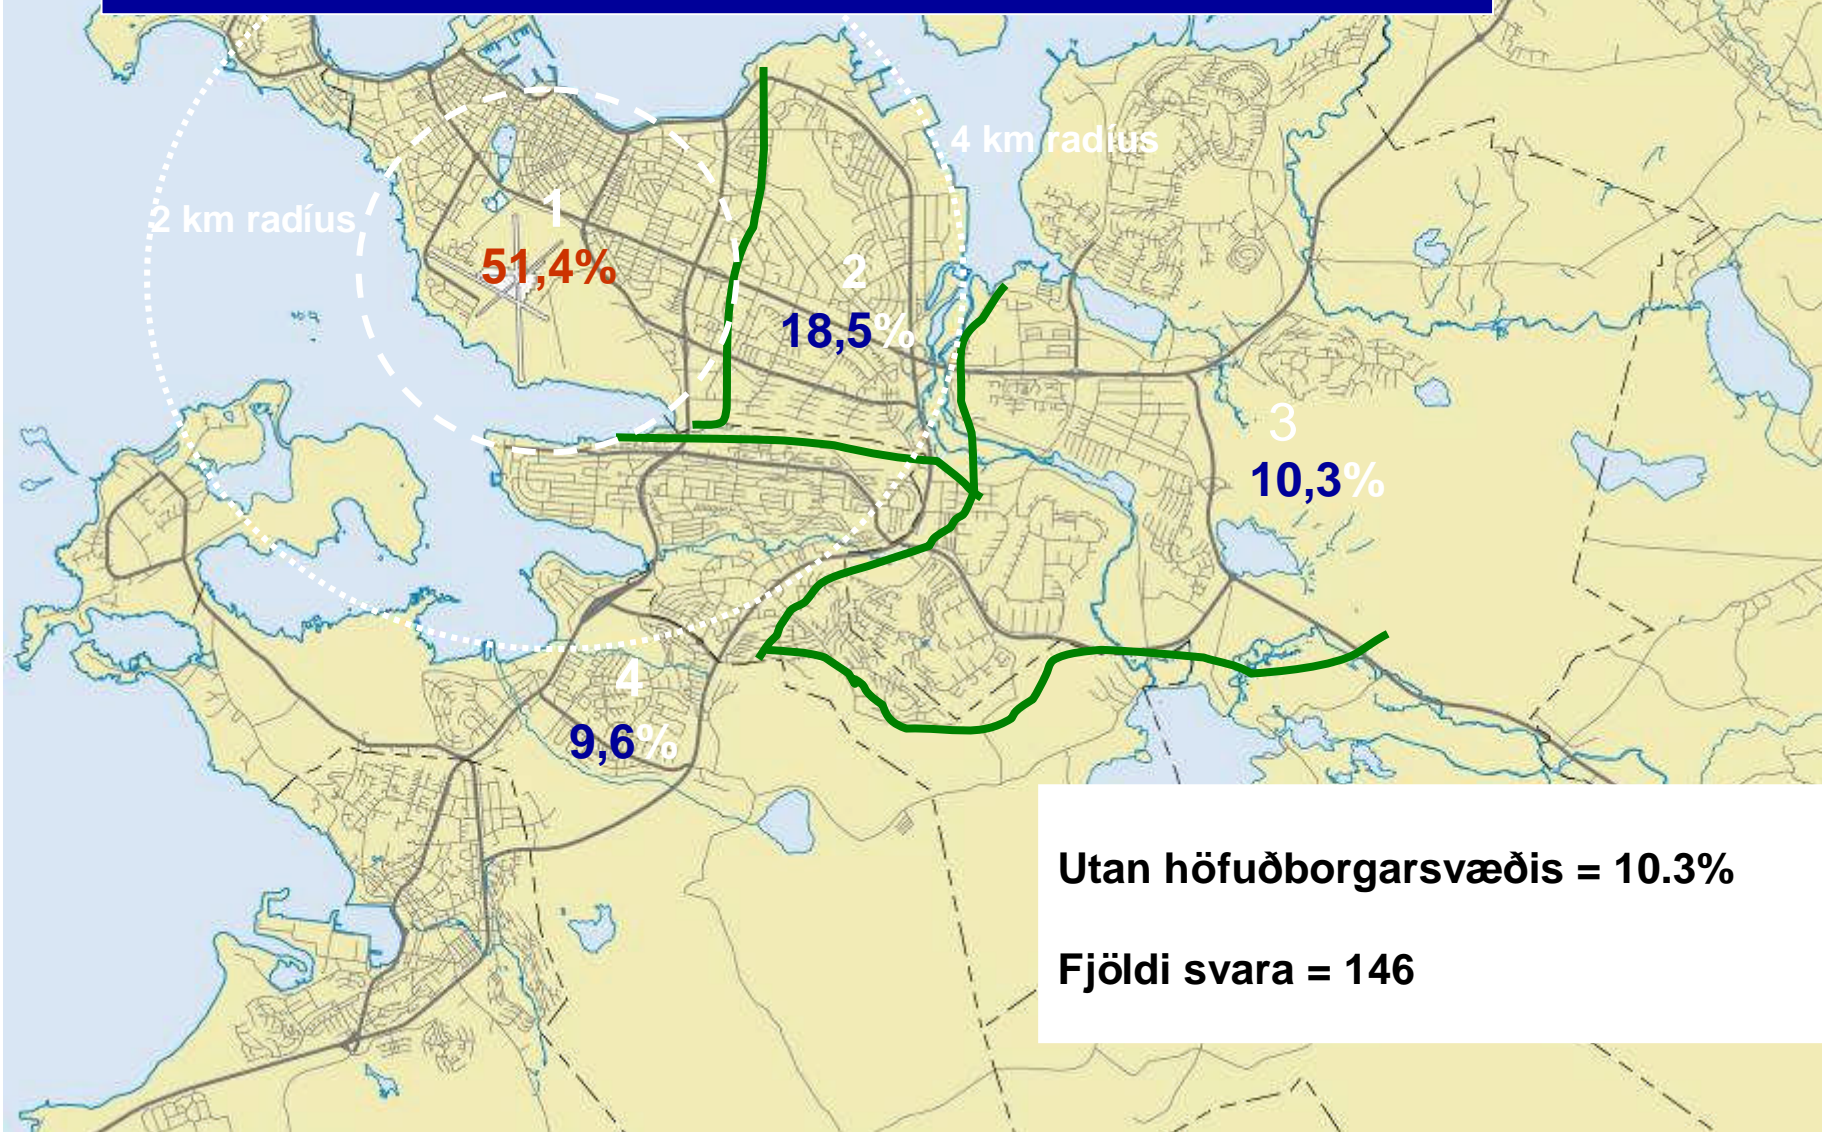 4 km radíus
2 km radíus
1
51,4%
2
18,5%
3
10,3%
4
9,6%
Utan höfuðborgarsvæðis = 10.3%
Fjöldi svara = 146